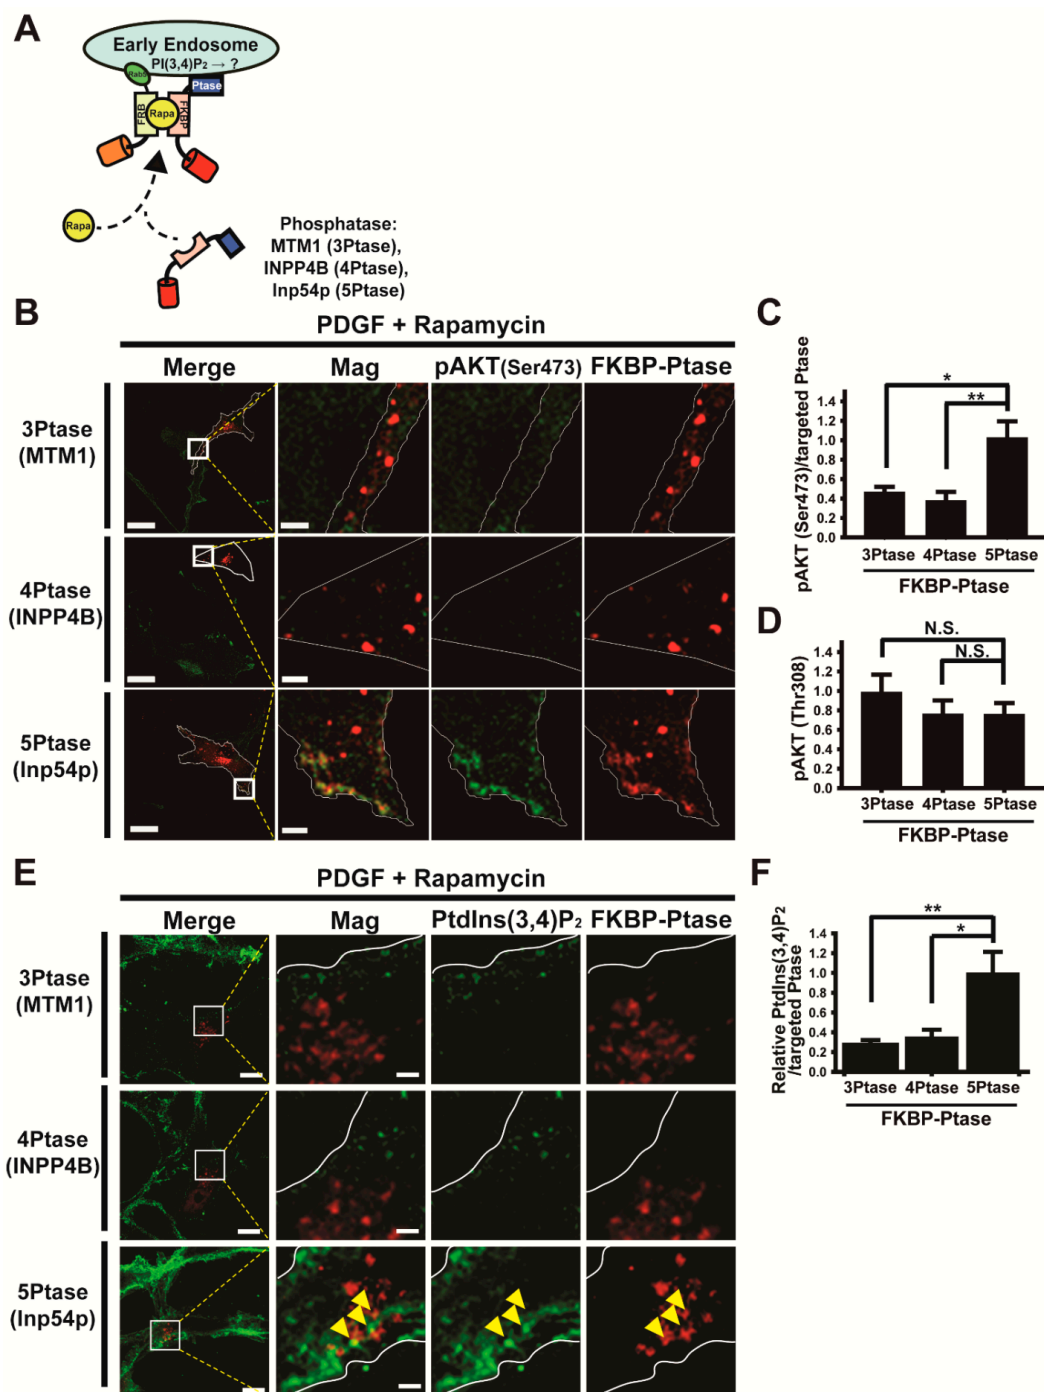 A
Early Endosome
PI(3,4)P₂ → ?
Rab5
Ptase
FRB
Rapa
FKBP
Rapa
Phosphatase:
MTM1 (3Ptase),
INPP4B (4Ptase),
Inp54p (5Ptase)
B
PDGF + Rapamycin
Merge
Mag
pAKT(Ser473)
FKBP-Ptase
3Ptase
(MTM1)
4Ptase
(INPP4B)
5Ptase
(Inp54p)
C
pAKT (Ser473)/targeted Ptase
1.4
1.2
1.0
0.8
0.6
0.4
0.2
0.0
*
**
3Ptase 4Ptase 5Ptase
FKBP-Ptase
D
pAKT (Thr308)
1.4
1.2
1.0
0.8
0.6
0.4
0.2
0.0
N.S.
N.S.
3Ptase 4Ptase 5Ptase
FKBP-Ptase
E
PDGF + Rapamycin
Merge
Mag
PtdIns(3,4)P₂
FKBP-Ptase
3Ptase
(MTM1)
4Ptase
(INPP4B)
5Ptase
(Inp54p)
F
Relative PtdIns(3,4)P₂
/targeted Ptase
1.4
1.2
1.0
0.8
0.6
0.4
0.2
0.0
**
*
3Ptase 4Ptase 5Ptase
FKBP-Ptase